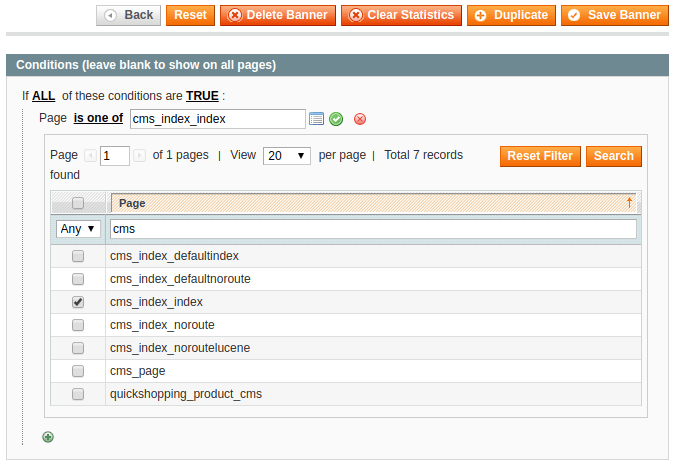 Back Reset Delete Banner Clear Statistics Duplicate Save Banner
Conditions (leave blank to show on all pages)
If ALL of these conditions are TRUE :
Page is one of cms_index_index
Page 1 of 1 pages | View 20 per page | Total 7 records found Reset Filter Search
Page
Any cms
cms_index_defaultindex
cms_index_defaultnoroute
cms_index_index
cms_index_noroute
cms_index_noroutelucene
cms_page
quickshopping_product_cms